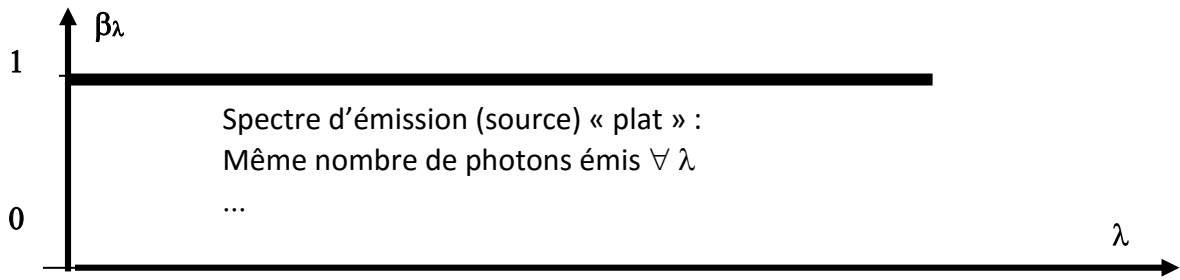 βλ
1
Spectre d’émission (source) « plat » :
Même nombre de photons émis ∀ λ
...
0
λ